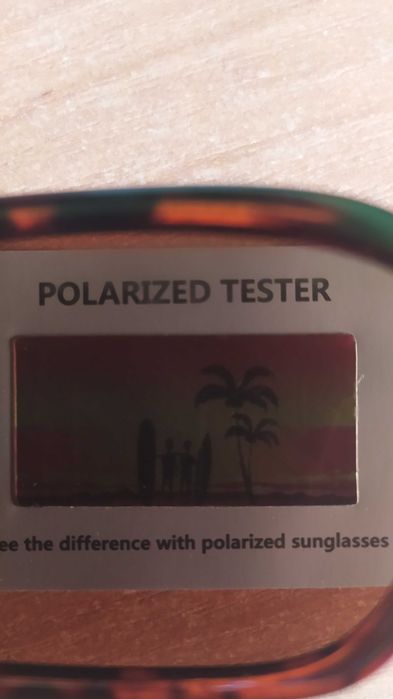 POLARIZED TESTER
ee the difference with polarized sunglasses